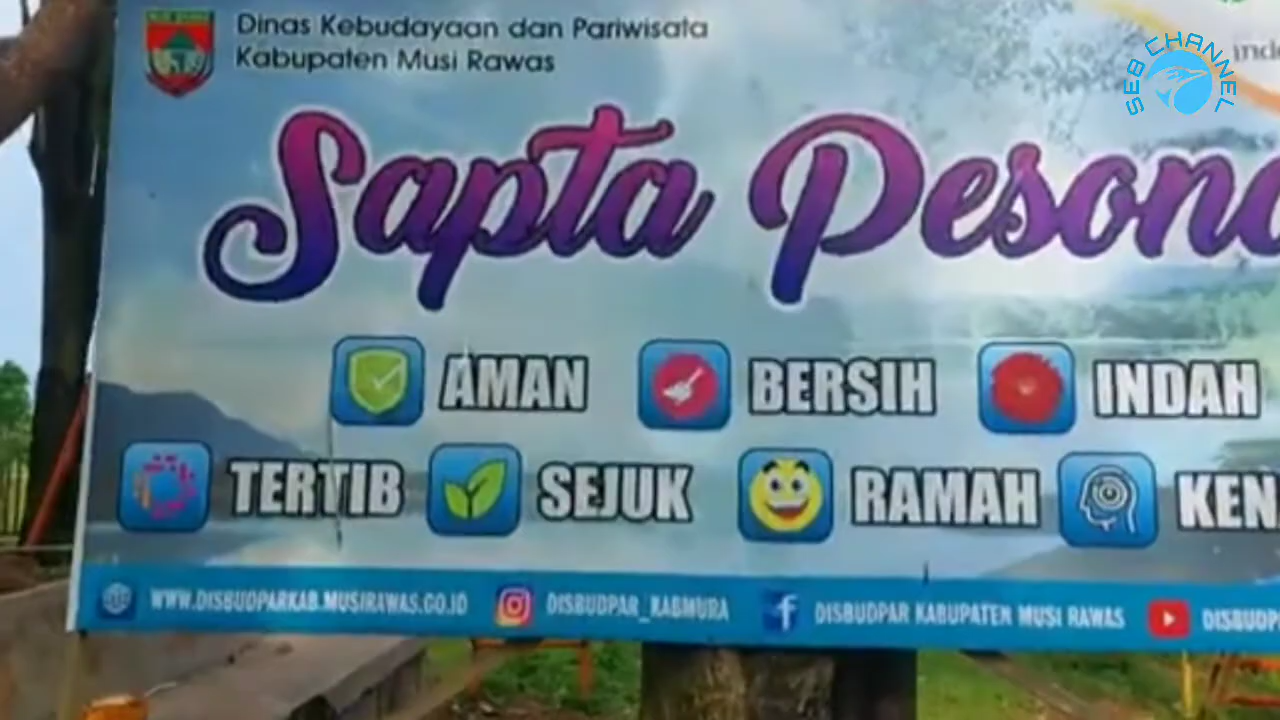 Dinas Kebudayaan dan Pariwisata
Kabupaten Musi Rawas
SEB CHANNEL
Sapta Pesona
AMAN BERSIH INDAH
TERTIB SEJUK RAMAH KEN
WWW.DISBUDPARKAB.MUSIRAWAS.GO.ID DISBUDPAR_KABMURA DISBUDPAR KABUPATEN MUSI RAWAS DISBUDP